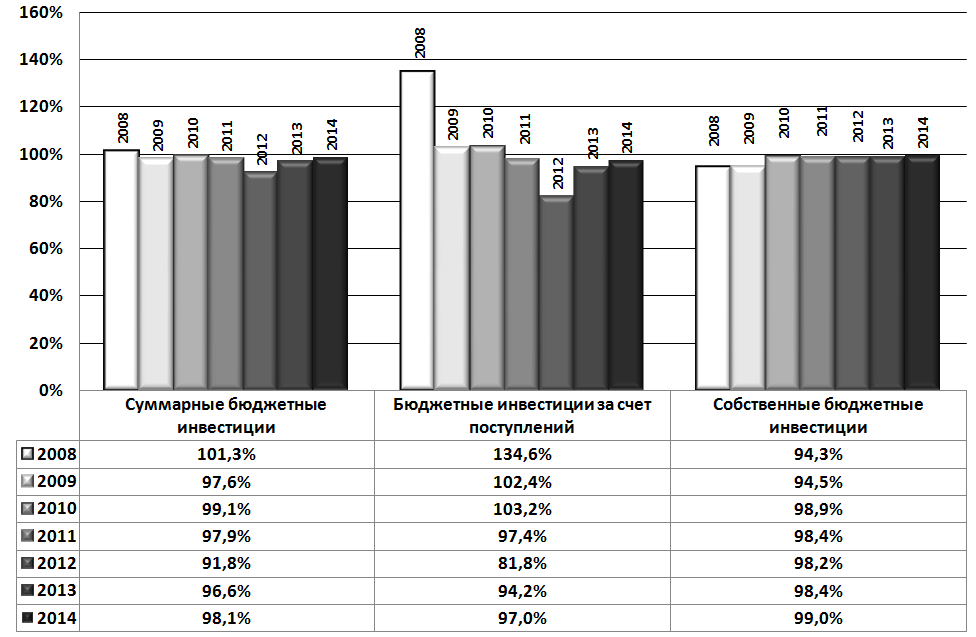 160%
140%
120%
100%
80%
60%
40%
20%
0%
2008
2009
2010
2011
2012
2013
2014
2008
2009
2010
2011
2012
2013
2014
2008
2009
2010
2011
2012
2013
2014
Суммарные бюджетные
инвестиции
Бюджетные инвестиции за счет
поступлений
Собственные бюджетные
инвестиции
2008 101,3% 134,6% 94,3%
2009 97,6% 102,4% 94,5%
2010 99,1% 103,2% 98,9%
2011 97,9% 97,4% 98,4%
2012 91,8% 81,8% 98,2%
2013 96,6% 94,2% 98,4%
2014 98,1% 97,0% 99,0%